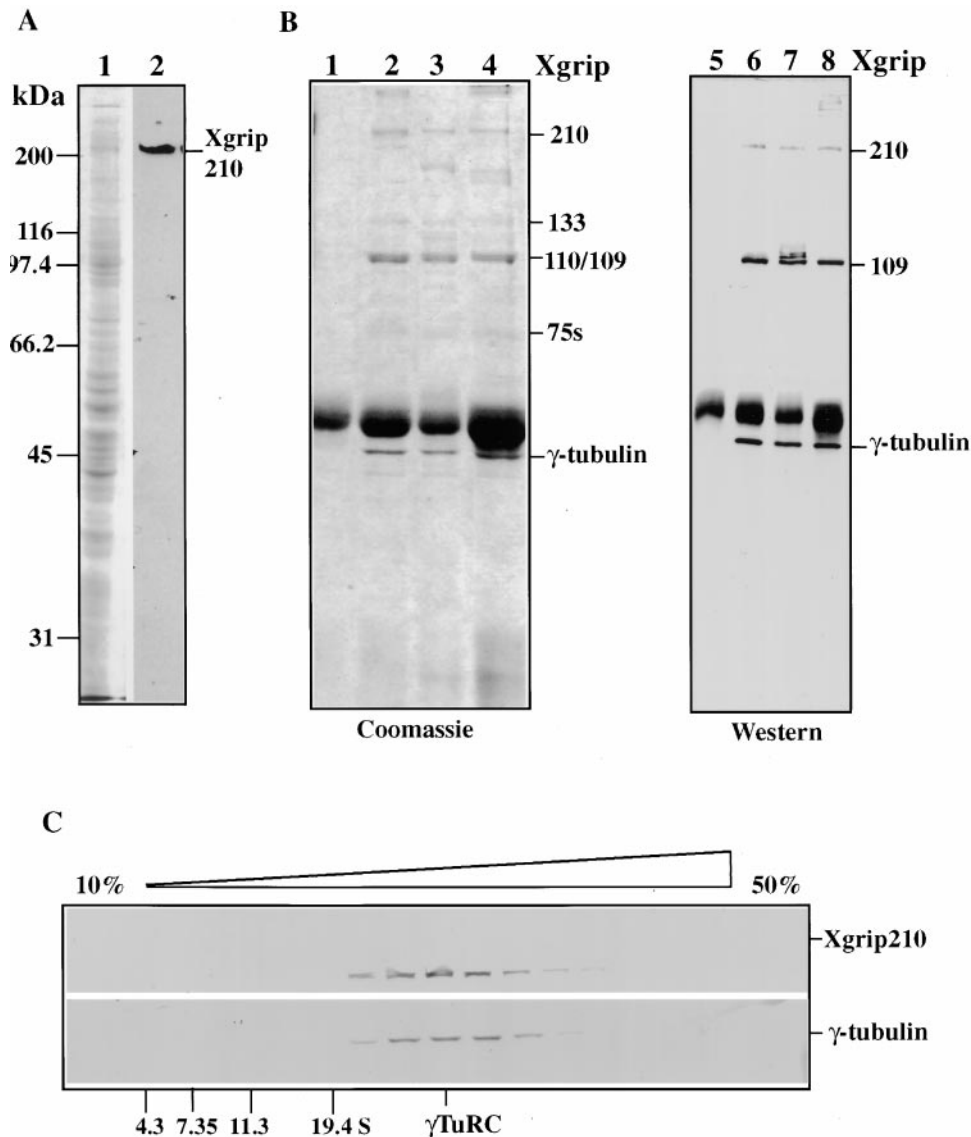 A
B
1 2
1 2 3 4 Xgrip
5 6 7 8 Xgrip
kDa
200
116
97.4
66.2
45
31
Xgrip
210
210
133
110/109
75s
γ-tubulin
210
109
γ-tubulin
Coomassie
Western
C
10% 50%
Xgrip210
γ-tubulin
4.3 7.35 11.3 19.4 S γTuRC